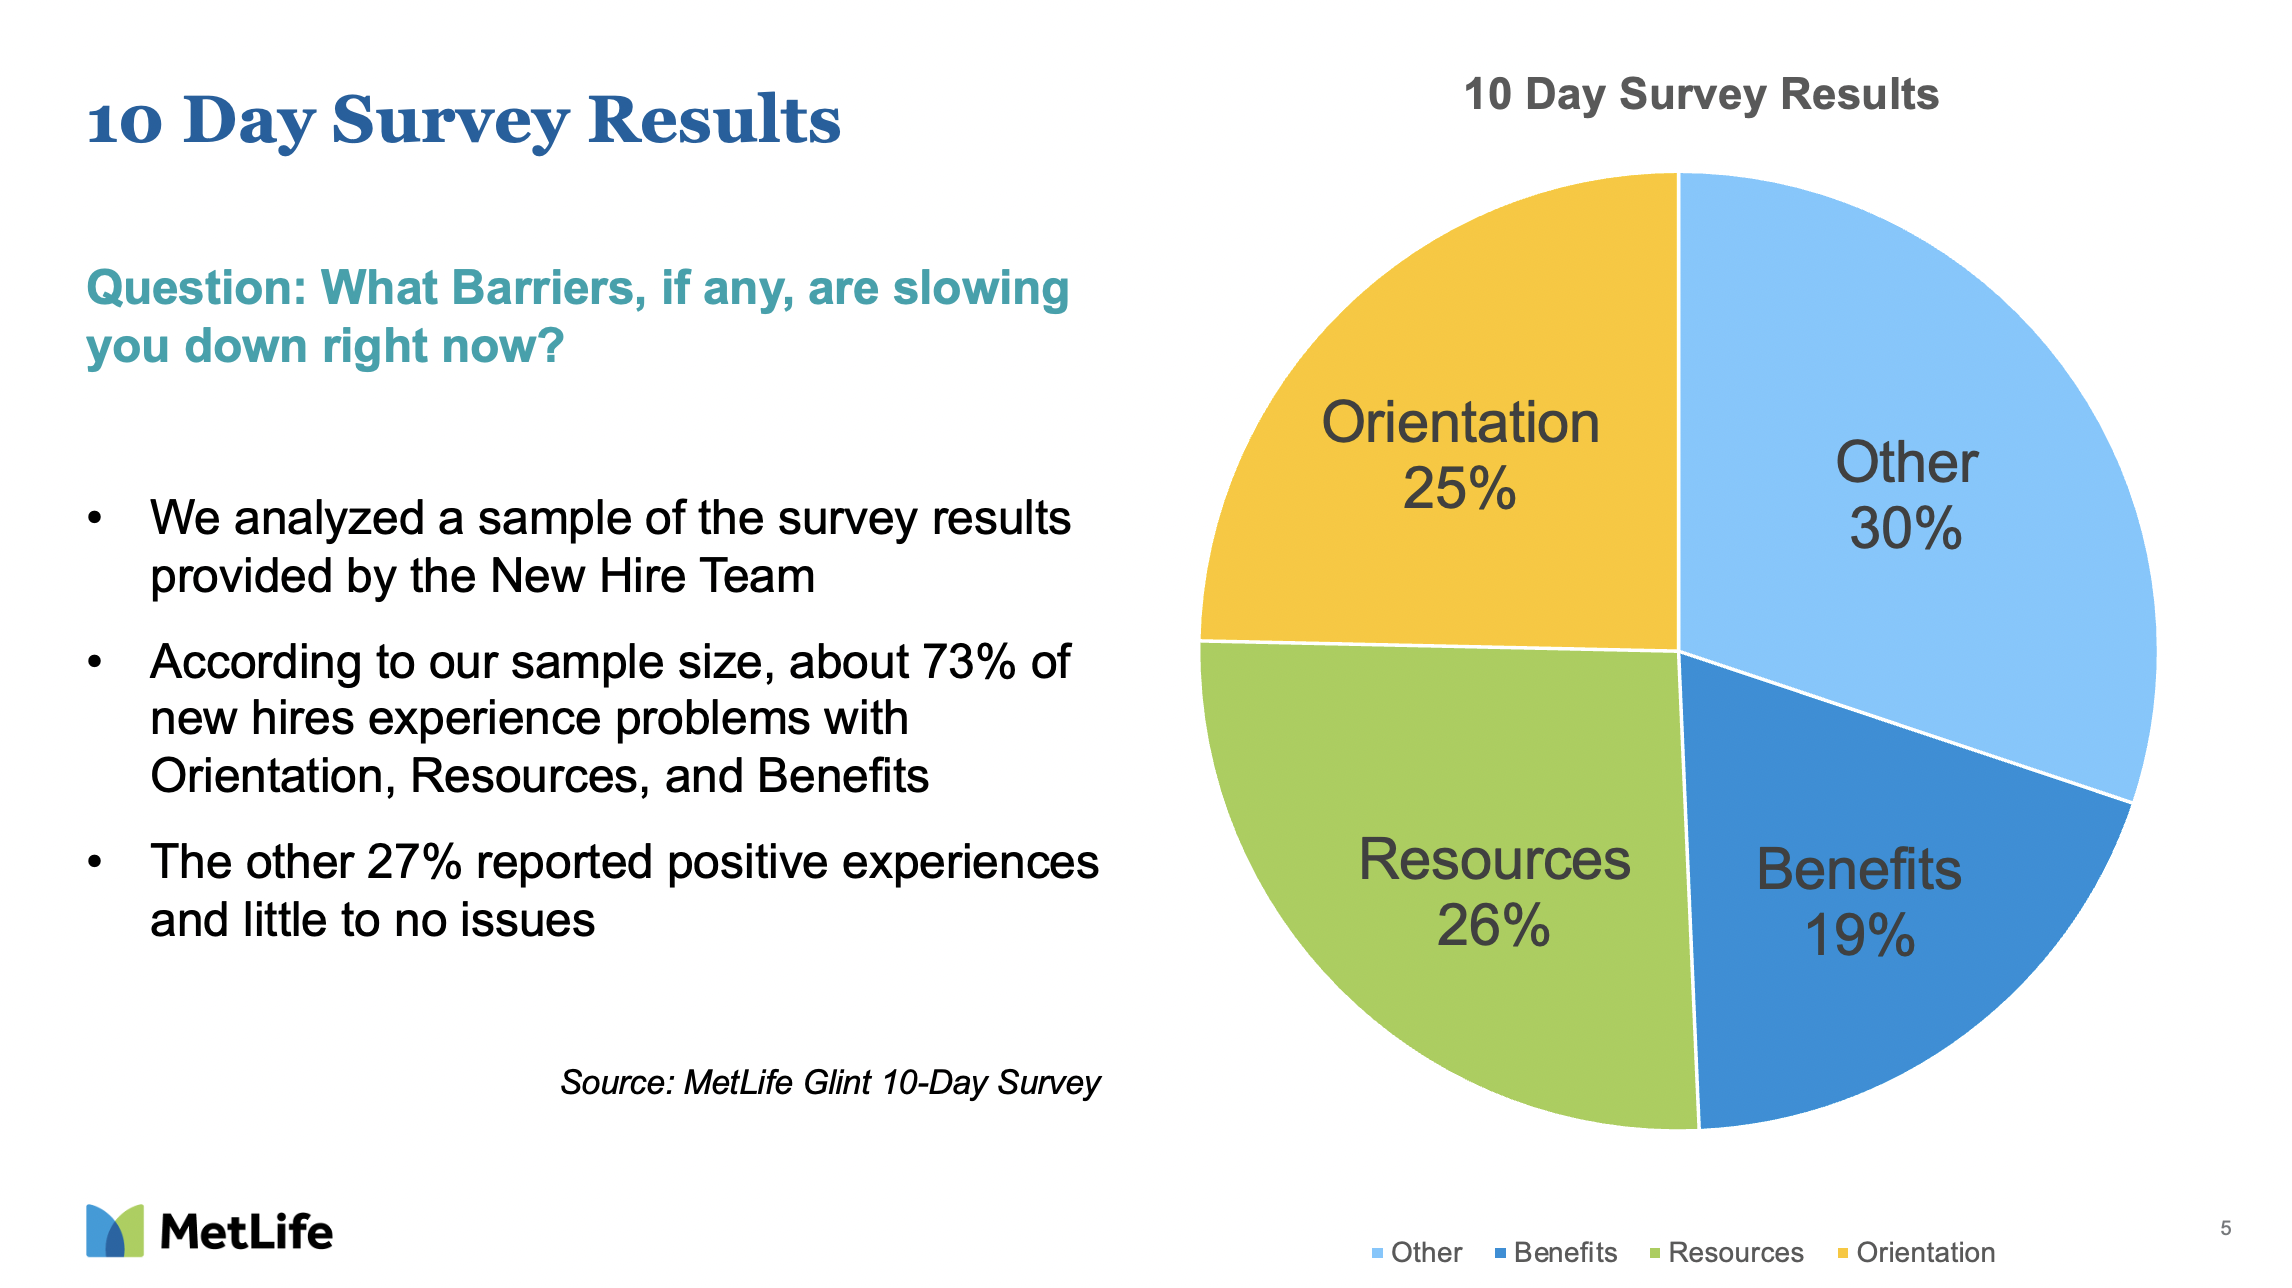 10 Day Survey Results
Question: What Barriers, if any, are slowing
you down right now?
• We analyzed a sample of the survey results
provided by the New Hire Team
• According to our sample size, about 73% of
new hires experience problems with
Orientation, Resources, and Benefits
• The other 27% reported positive experiences
and little to no issues
Source: MetLife Glint 10-Day Survey
MetLife
10 Day Survey Results
Orientation
25%
Other
30%
Resources
26%
Benefits
19%
Other Benefits Resources Orientation
5